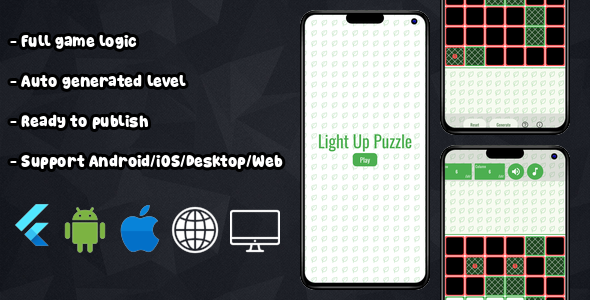 - Full game logic
- Auto generated level
- Ready to publish
- Support Android/iOS/Desktop/Web
Light Up Puzzle
Play
Reset
Generate